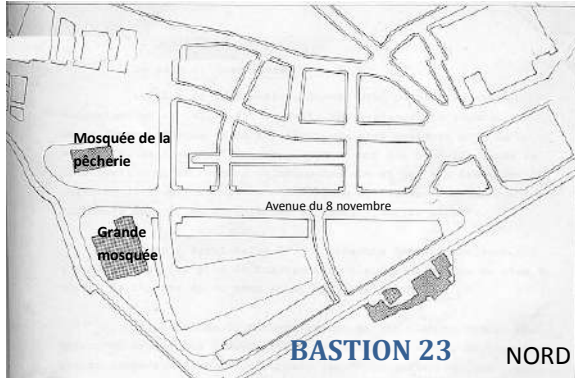 Mosquée de la
pêcherie
Avenue du 8 novembre
Grande
mosquée
BASTION 23
NORD